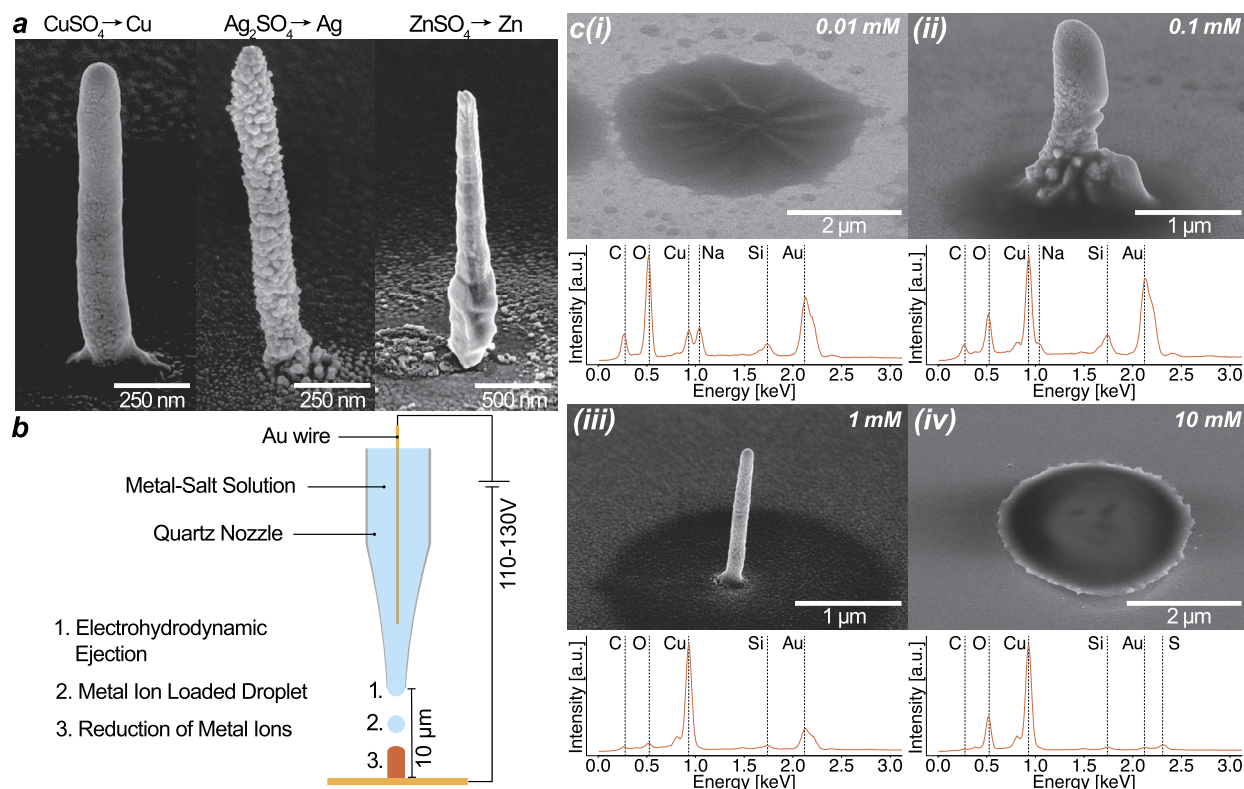 a
CuSO4→Cu
Ag2SO4→Ag
ZnSO4→Zn
250 nm
250 nm
500 nm
b
Au wire
Metal-Salt Solution
Quartz Nozzle
110-130V
1. Electrohydrodynamic
Ejection
2. Metal Ion Loaded Droplet
3. Reduction of Metal Ions
1.
2.
3.
10 µm
c(i)
0.01 mM
2 µm
C O Cu Na Si Au
Intensity [a.u.]
0.0 0.5 1.0 1.5 2.0 2.5 3.0
Energy [keV]
(ii)
0.1 mM
1 µm
C O Cu Na Si Au
Intensity [a.u.]
0.0 0.5 1.0 1.5 2.0 2.5 3.0
Energy [keV]
(iii)
1 mM
1 µm
C O Cu Si Au
Intensity [a.u.]
0.0 0.5 1.0 1.5 2.0 2.5 3.0
Energy [keV]
(iv)
10 mM
2 µm
C O Cu Si Au S
Intensity [a.u.]
0.0 0.5 1.0 1.5 2.0 2.5 3.0
Energy [keV]